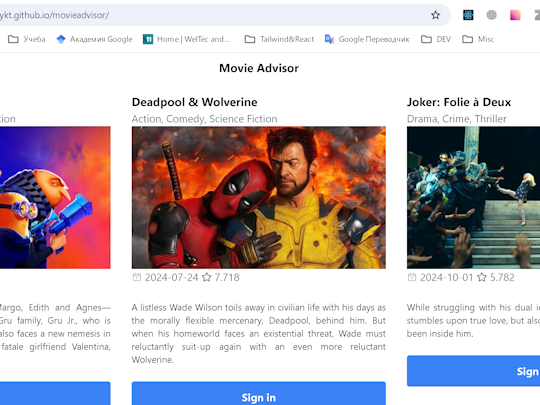 ykt.github.io/movieadvisor/
Учеба Академия Google Home | WelTec and... Tailwind&React Google Переводчик DEV Misc
Movie Advisor
tion
Deadpool & Wolverine
Action, Comedy, Science Fiction
2024-07-24 7.718
A listless Wade Wilson toils away in civilian life with his days as
the morally flexible mercenary, Deadpool, behind him. But
when his homeworld faces an existential threat, Wade must
reluctantly suit-up again with an even more reluctant
Wolverine.
Sign in
Joker: Folie à Deux
Drama, Crime, Thriller
2024-10-01 5.782
While struggling with his dual i
stumbles upon true love, but also
been inside him.
Sign
Margo, Edith and Agnes—
Gru family, Gru Jr., who is
also faces a new nemesis in
fatale girlfriend Valentina,